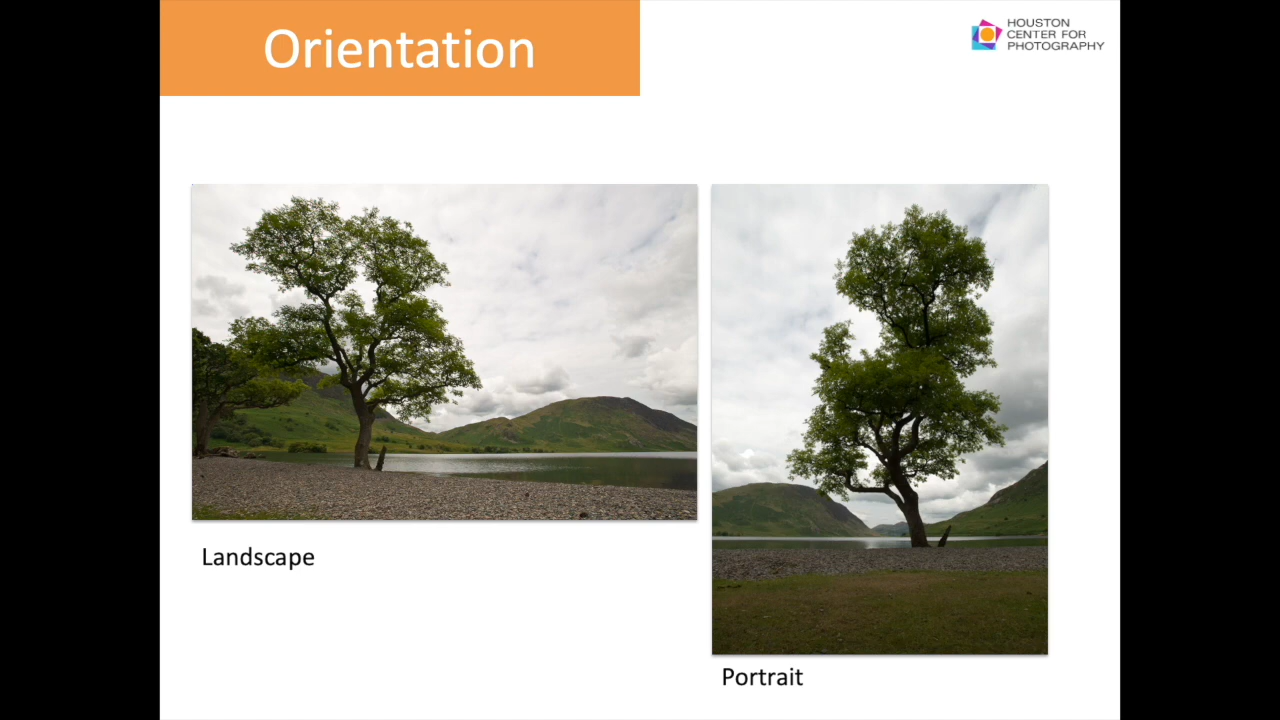 Orientation
HOUSTON
CENTER FOR
PHOTOGRAPHY
Landscape
Portrait